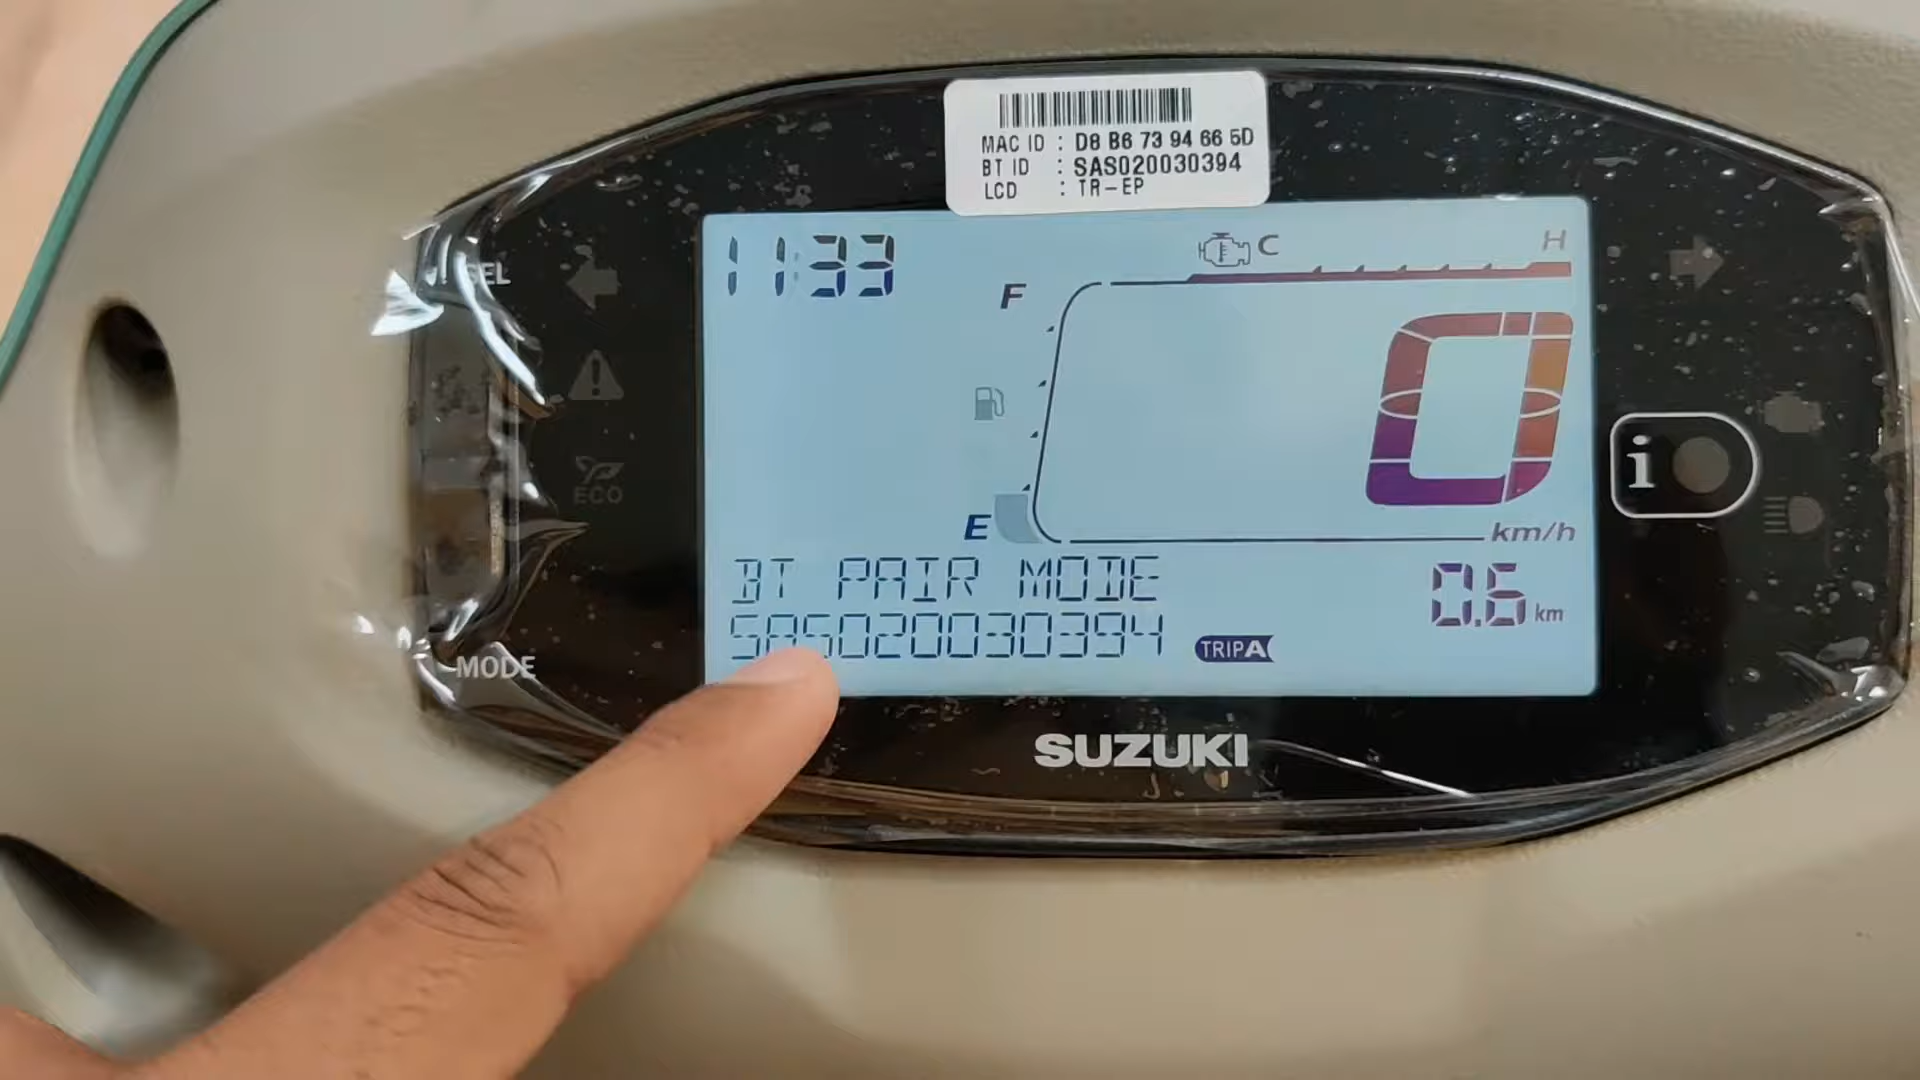 MAC ID : D8 B6 73 94 66 5D
BT ID : SAS020030394
LCD : TR-EP
SEL
11:33
C H
F
ECO
E
i
km/h
BT PAIR MODE
0.6 km
SAS020030394
TRIP A
MODE
SUZUKI
0